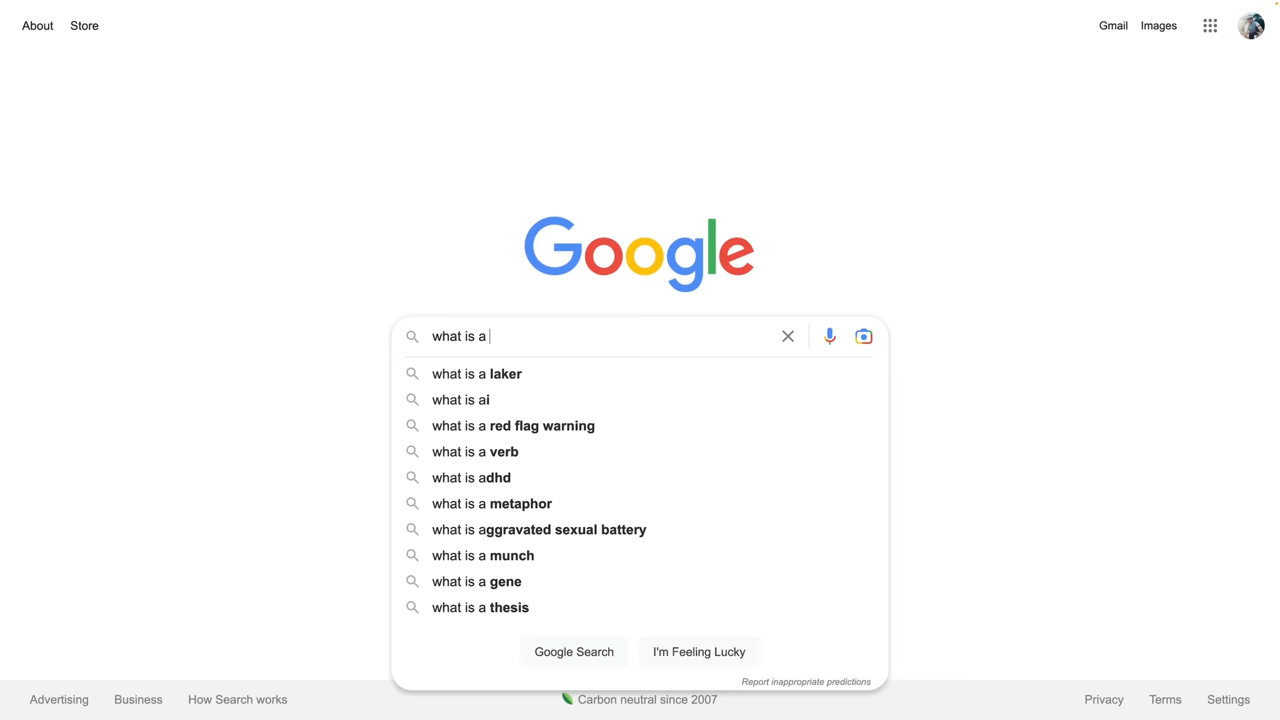 About Store Gmail Images
Google
what is a
what is a laker
what is ai
what is a red flag warning
what is a verb
what is adhd
what is a metaphor
what is aggravated sexual battery
what is a munch
what is a gene
what is a thesis
Google Search I'm Feeling Lucky
Report inappropriate predictions
Advertising Business How Search works Carbon neutral since 2007 Privacy Terms Settings